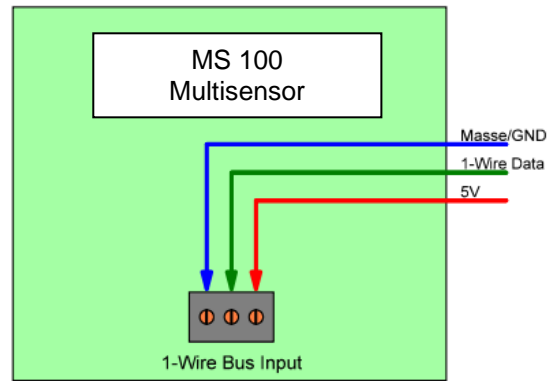 MS 100
Multisensor
Masse/GND
1-Wire Data
5V
1-Wire Bus Input